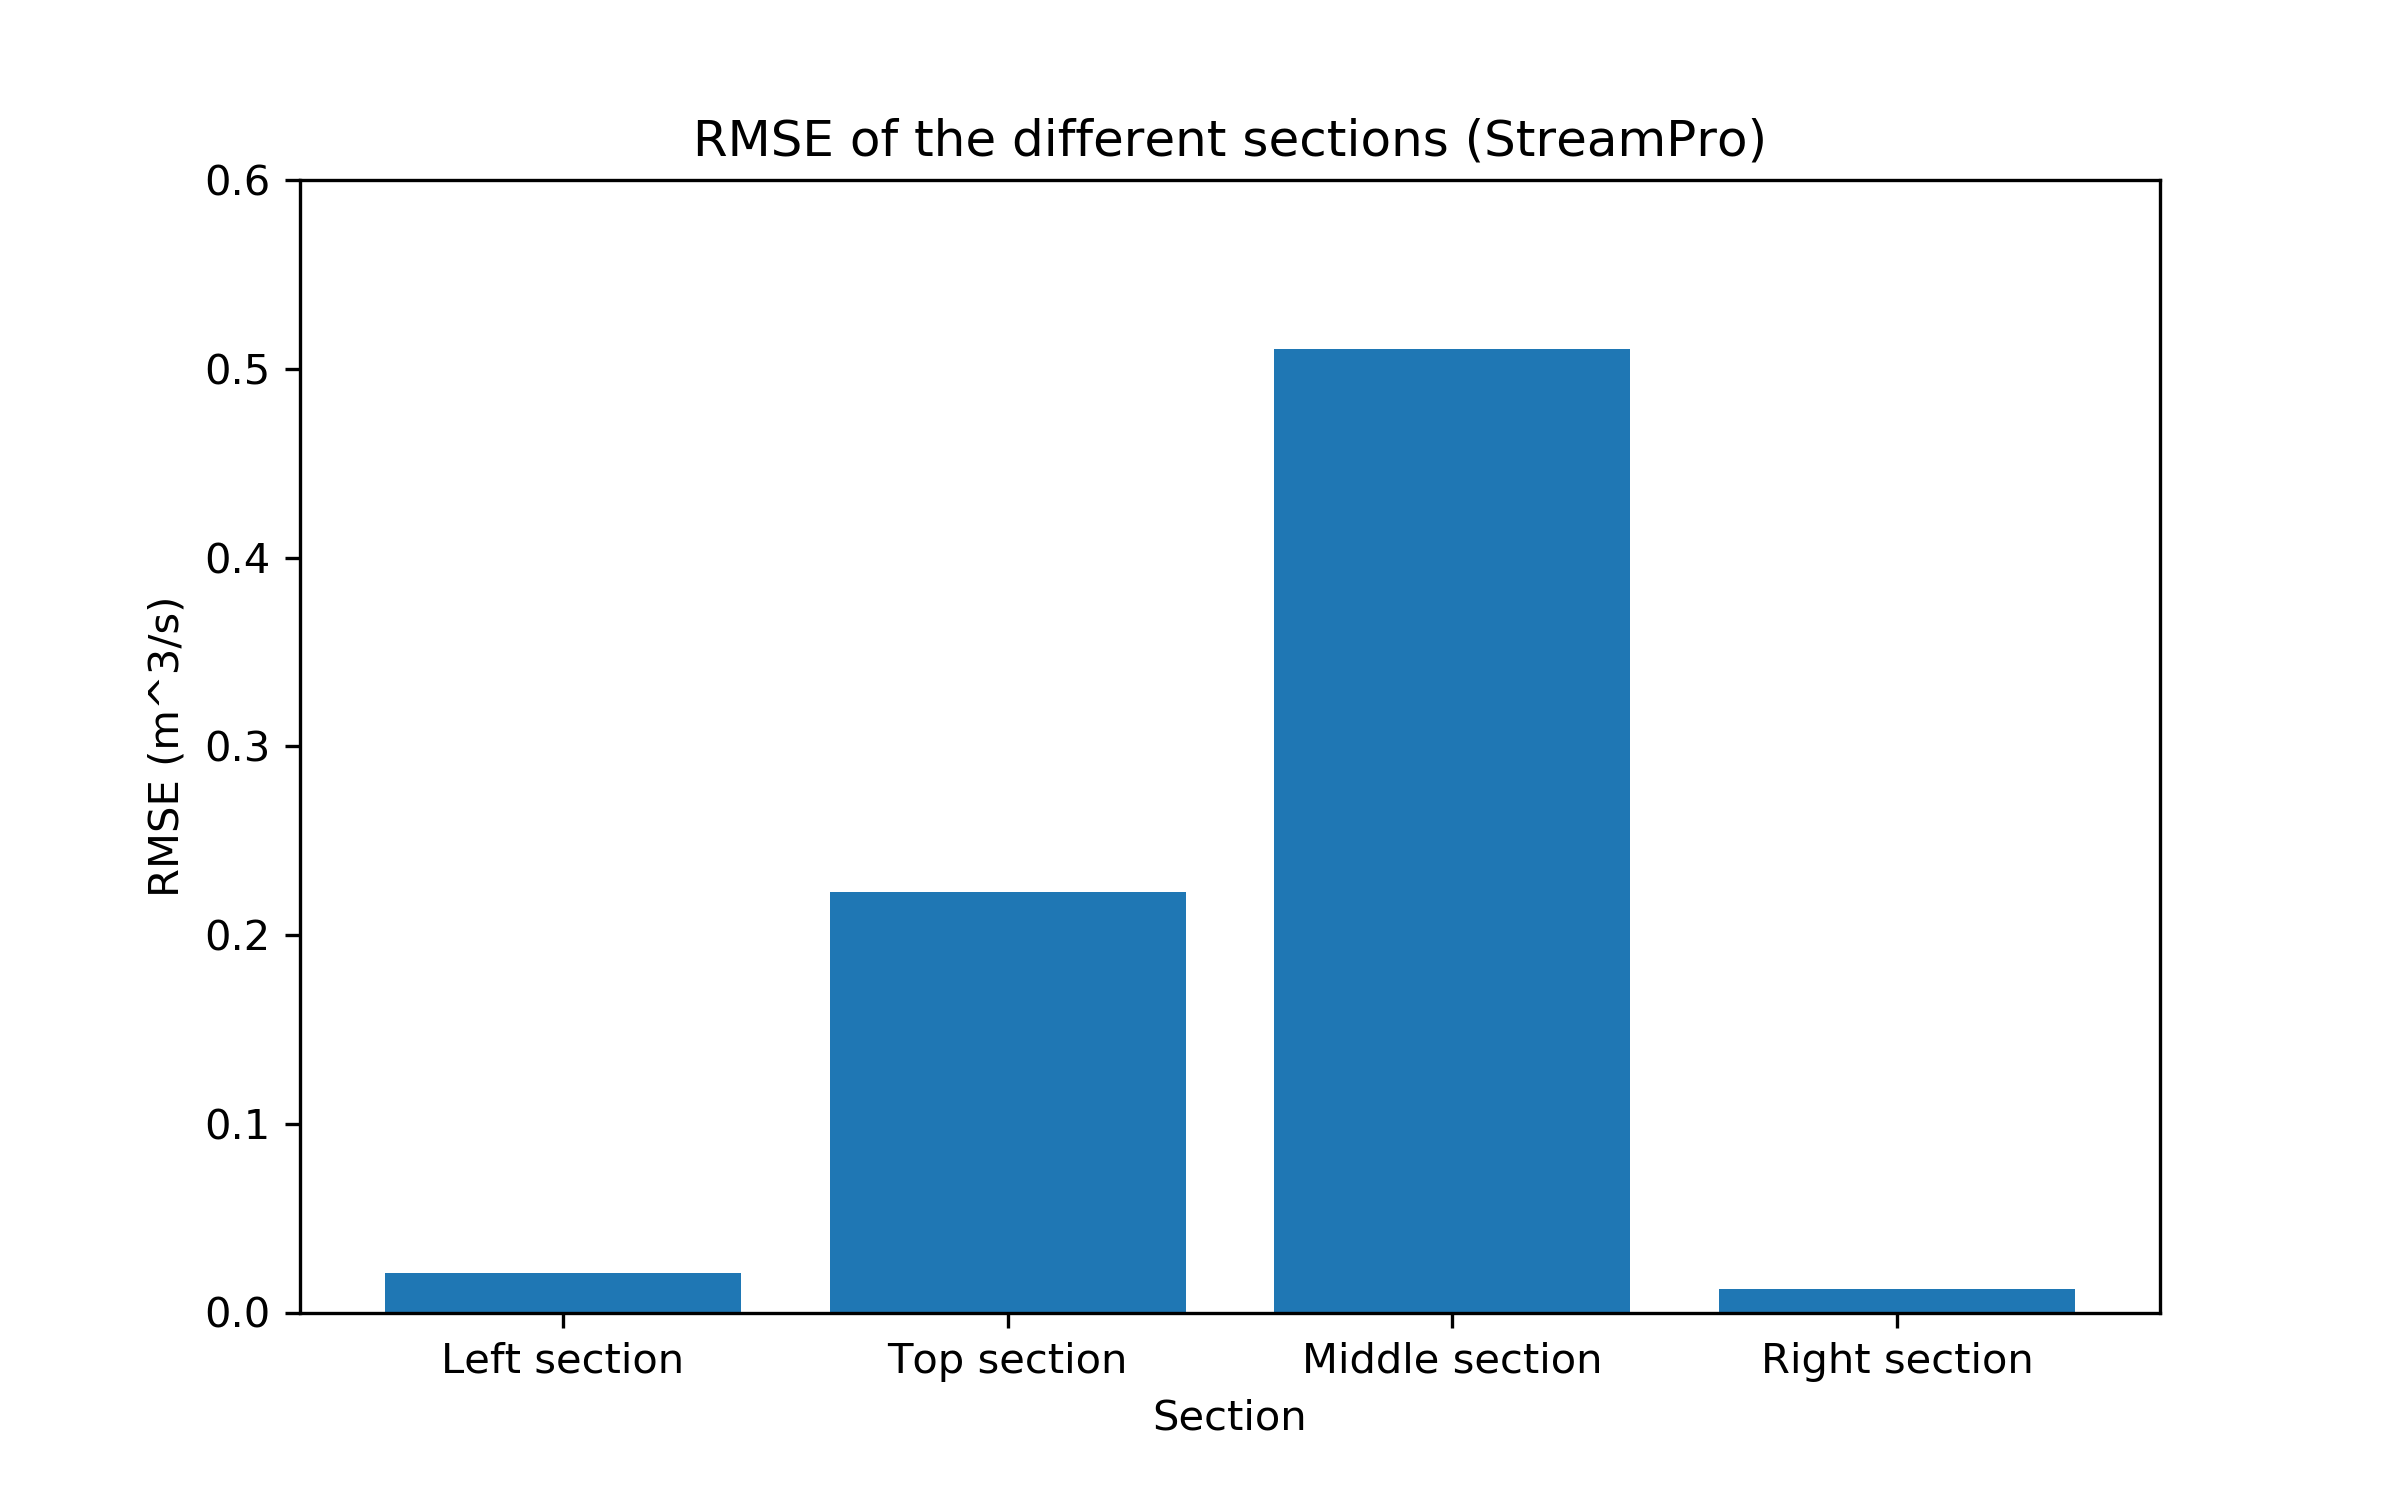 RMSE of the different sections (StreamPro)
0.6
0.5
0.4
0.3
0.2
0.1
0.0
RMSE (m^3/s)
Left section Top section Middle section Right section
Section